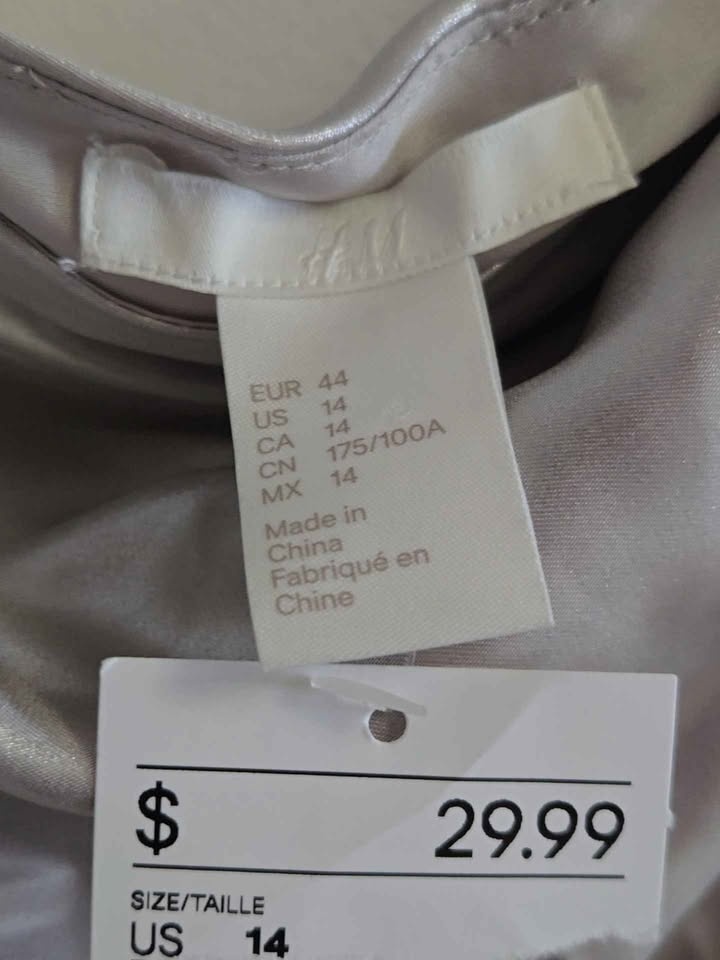 H&M
EUR 44
US 14
CA 14
CN 175/100A
MX 14
Made in
China
Fabriqué en
Chine
$ 29.99
SIZE/TAILLE
US 14